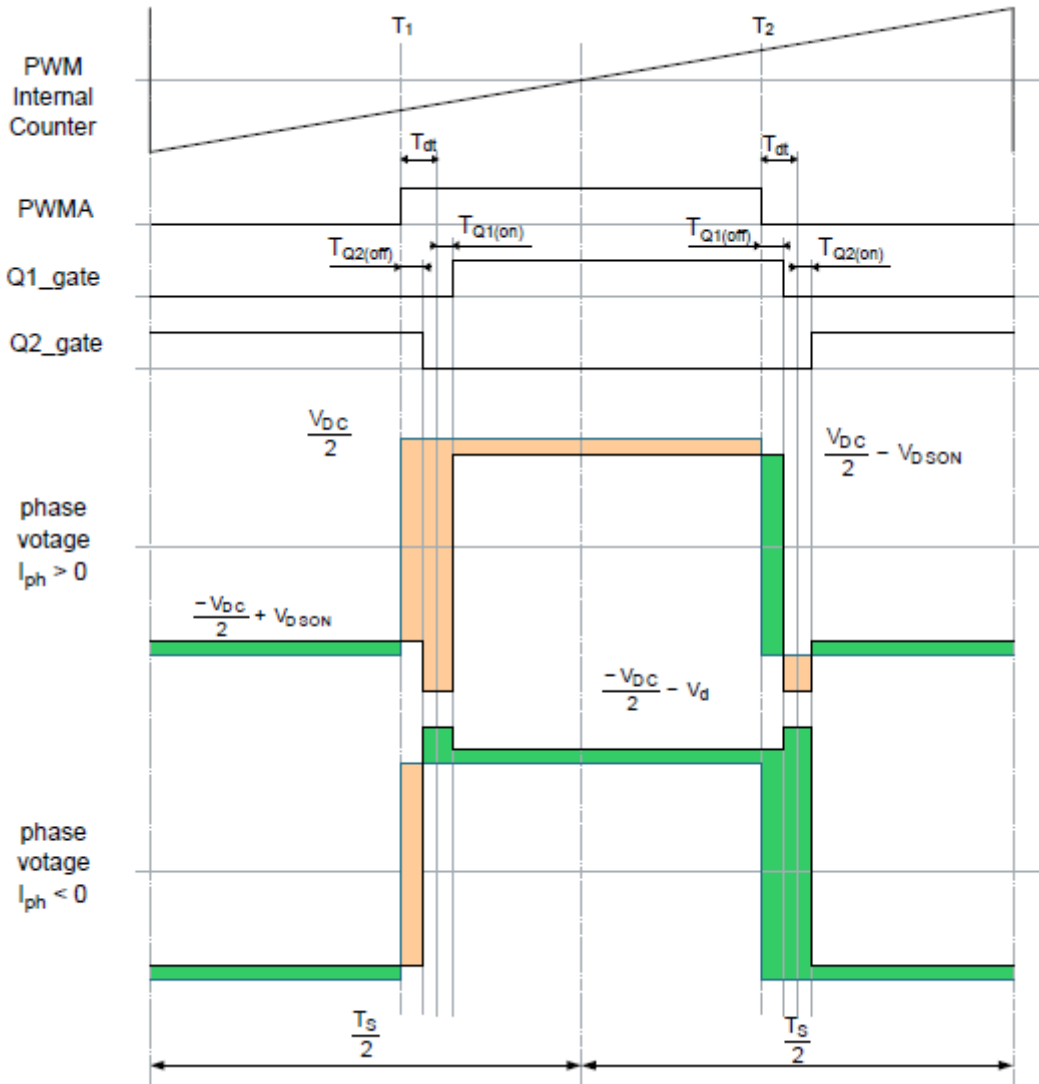 T1
T2
PWM
Internal
Counter
Tdt
Tdt
PWMA
TQ1(on)
TQ1(off)
TQ2(off)
TQ2(on)
Q1_gate
Q2_gate
VDC/2
VDC/2 − VDSON
phase
votage
Iph > 0
−VDC/2 + VDSON
−VDC/2 − Vd
phase
votage
Iph < 0
TS/2
TS/2